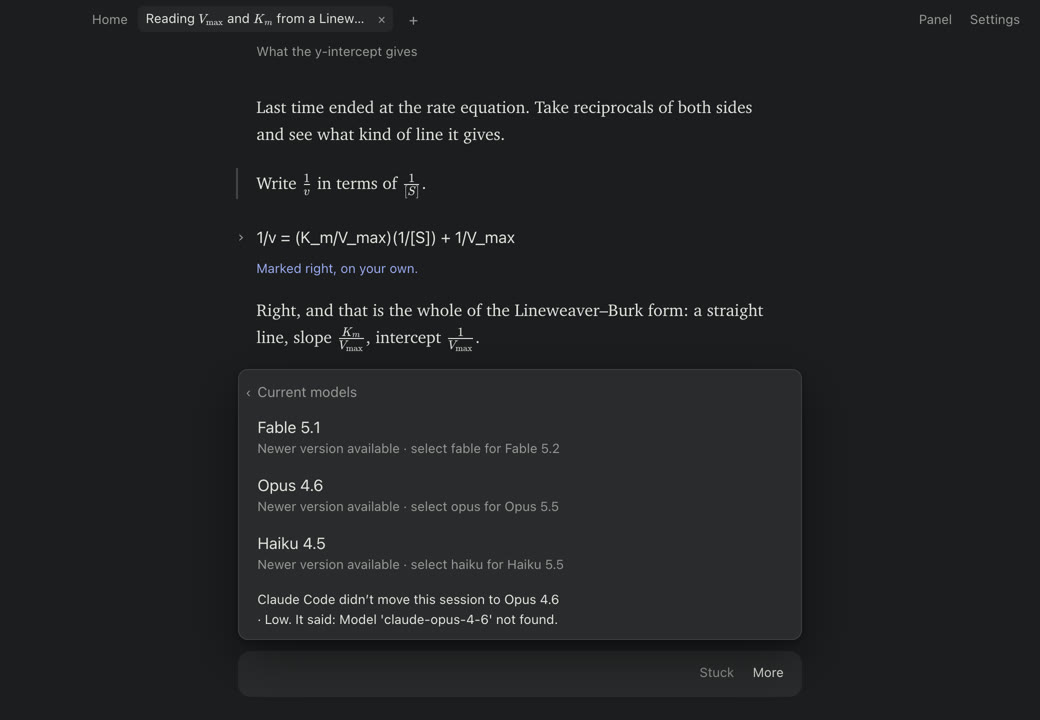 Home
Reading V_max and K_m from a Linew...
×
+
Panel
Settings
What the y-intercept gives
Last time ended at the rate equation. Take reciprocals of both sides
and see what kind of line it gives.
Write 1/v in terms of 1/[S].
› 1/v = (K_m/V_max)(1/[S]) + 1/V_max
Marked right, on your own.
Right, and that is the whole of the Lineweaver–Burk form: a straight
line, slope K_m/V_max, intercept 1/V_max.
‹ Current models
Fable 5.1
Newer version available · select fable for Fable 5.2
Opus 4.6
Newer version available · select opus for Opus 5.5
Haiku 4.5
Newer version available · select haiku for Haiku 5.5
Claude Code didn’t move this session to Opus 4.6
· Low. It said: Model 'claude-opus-4-6' not found.
Stuck
More